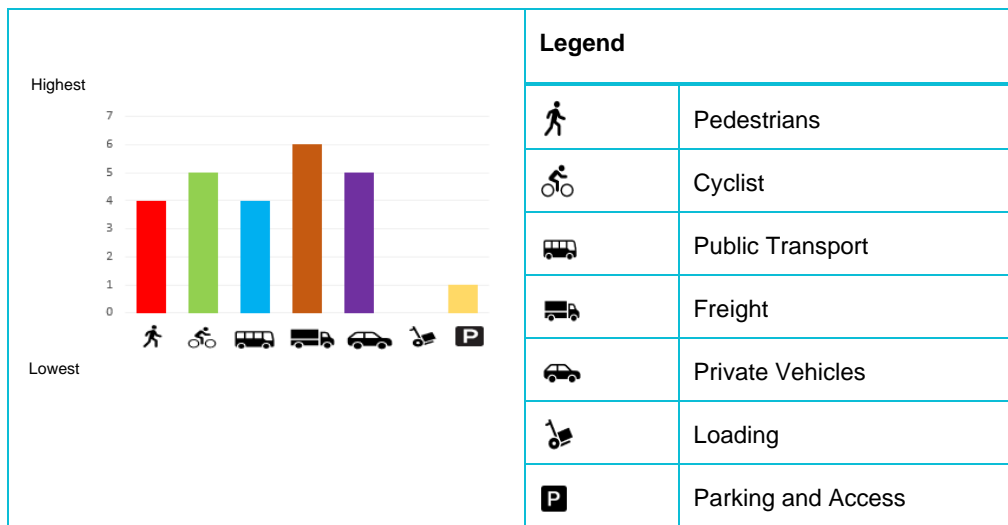 Highest
7
6
5
4
3
2
1
0
P
Lowest
Legend
Pedestrians
Cyclist
Public Transport
Freight
Private Vehicles
Loading
P Parking and Access